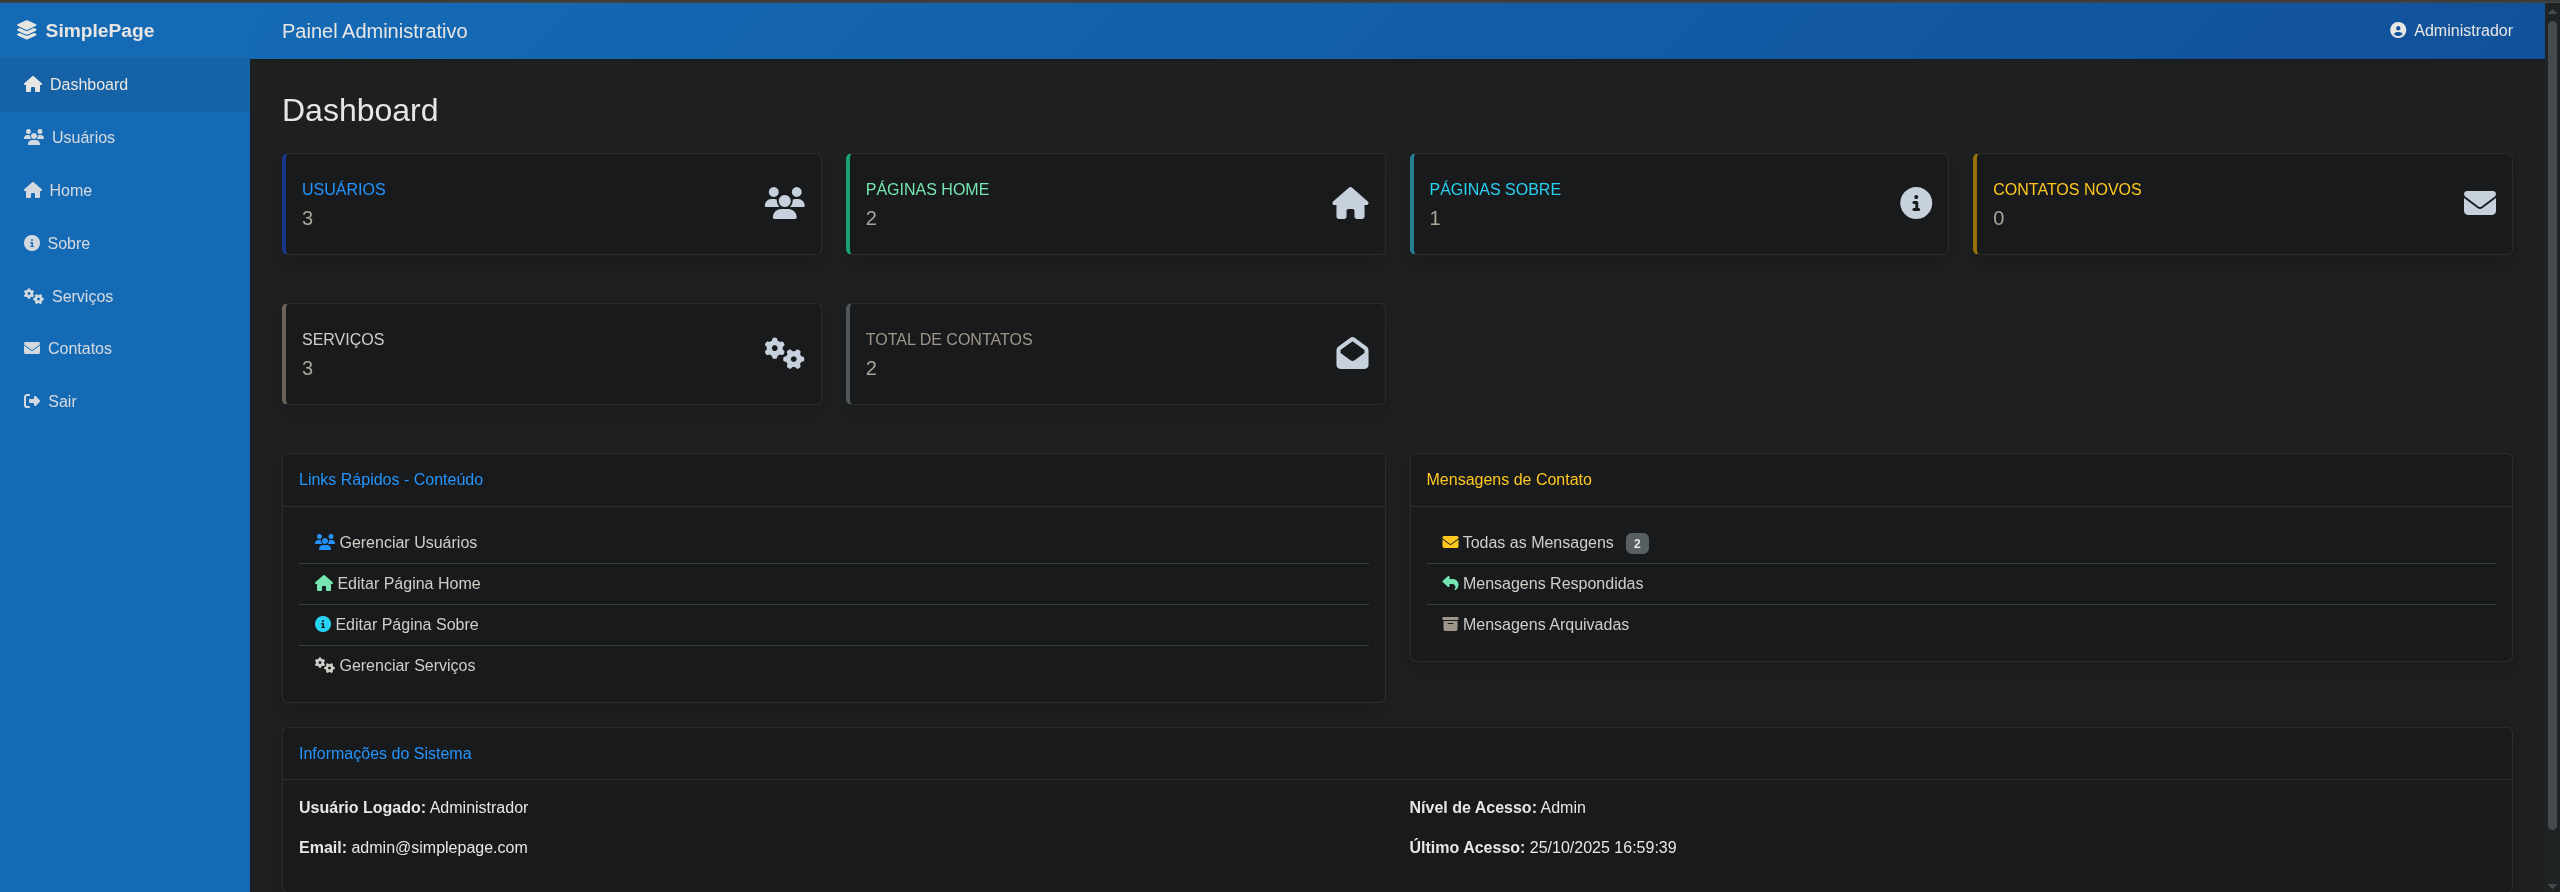 SimplePage
Painel Administrativo
Administrador
Dashboard
Usuários
Home
Sobre
Serviços
Contatos
Sair
Dashboard
USUÁRIOS
3
PÁGINAS HOME
2
PÁGINAS SOBRE
1
CONTATOS NOVOS
0
SERVIÇOS
3
TOTAL DE CONTATOS
2
Links Rápidos - Conteúdo
Gerenciar Usuários
Editar Página Home
Editar Página Sobre
Gerenciar Serviços
Mensagens de Contato
Todas as Mensagens 2
Mensagens Respondidas
Mensagens Arquivadas
Informações do Sistema
Usuário Logado: Administrador
Email: admin@simplepage.com
Nível de Acesso: Admin
Último Acesso: 25/10/2025 16:59:39